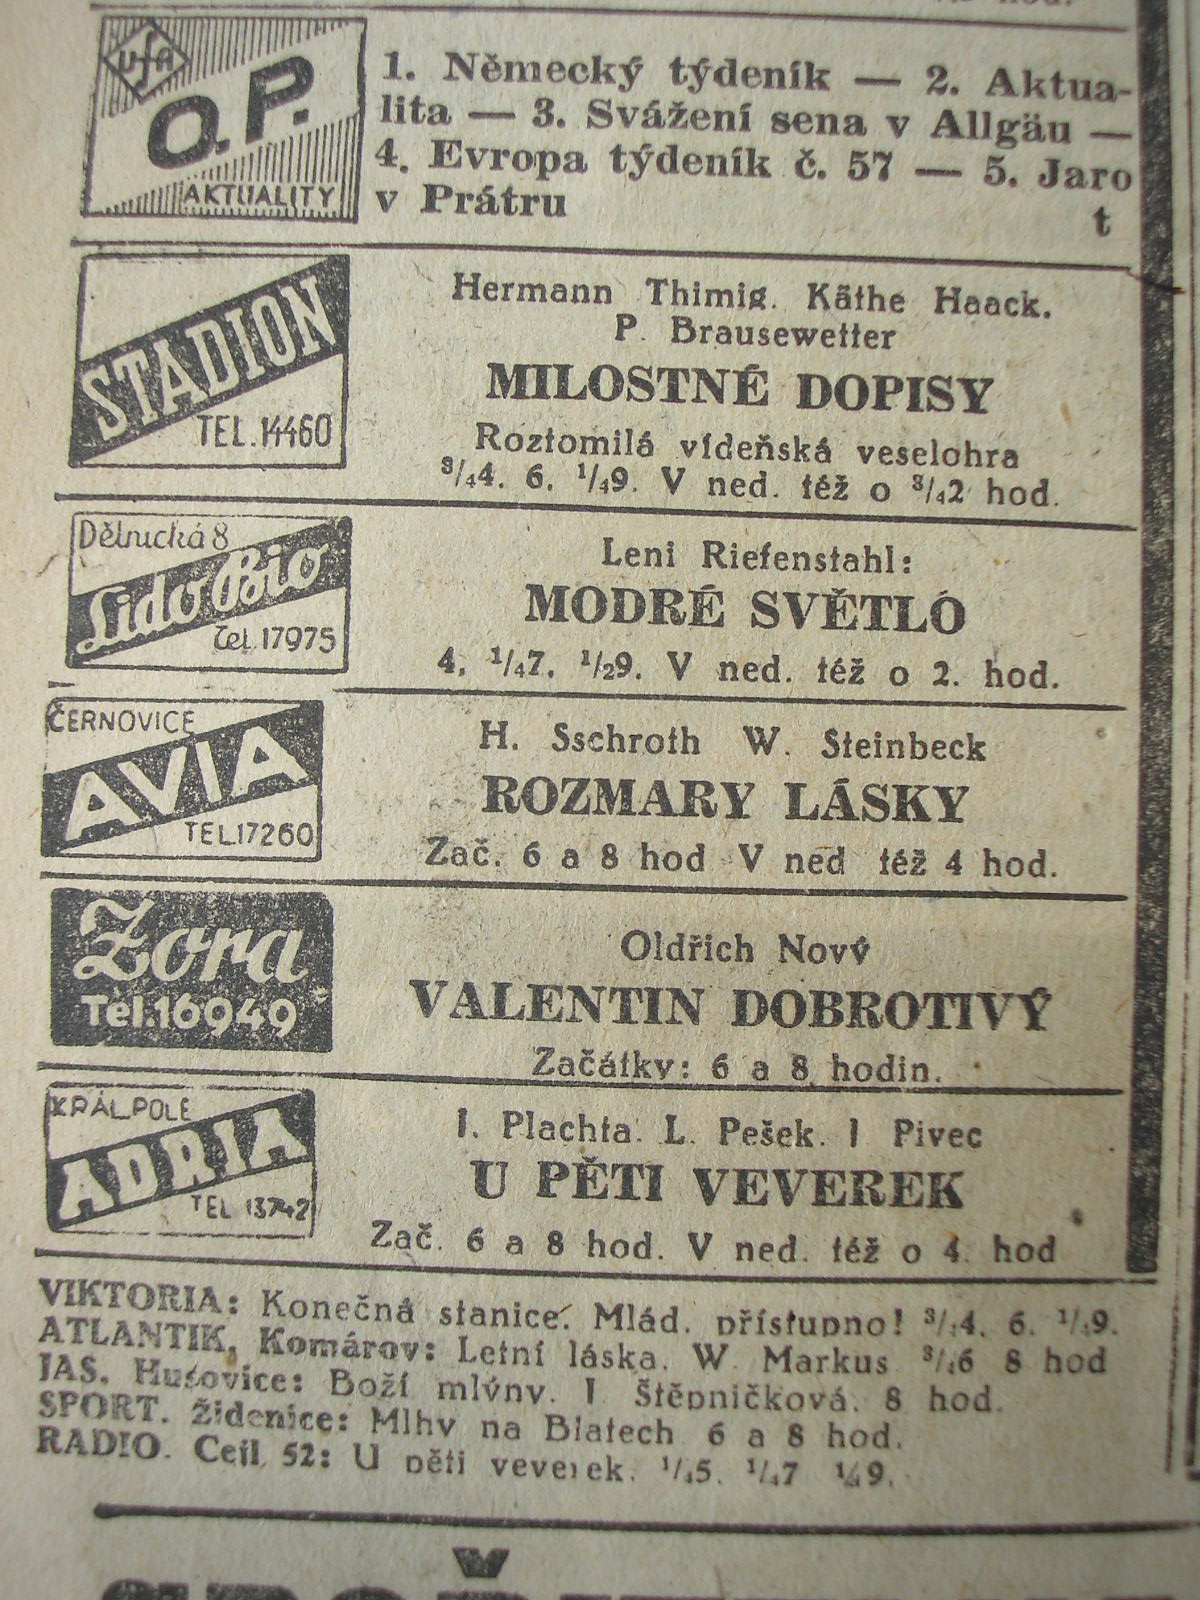 Ufa
O.P.
AKTUALITY
1. Německý týdeník — 2. Aktua-
lita — 3. Svážení sena v Allgäu —
4. Evropa týdeník č. 57 — 5. Jaro
v Prátru t
STADION
TEL. 14460
Hermann Thimig. Käthe Haack.
P. Brausewetter
MILOSTNÉ DOPISY
Roztomilá vídeňská veselohra
3/44. 6. 1/49. V ned. též o 3/42 hod.
Dělnická 8
Lido Bio
Tel. 17975
Leni Riefenstahl:
MODRÉ SVĚTLO
4, 1/47, 1/29. V ned. též o 2. hod.
ČERNOVICE
AVIA
TEL.17260
H. Sschroth W. Steinbeck
ROZMARY LÁSKY
Zač. 6 a 8 hod V ned též 4 hod.
Zora
Tel.16949
Oldřich Nový
VALENTIN DOBROTIVÝ
Začátky: 6 a 8 hodin.
KRÁL.POLE
ADRIA
TEL 13742
J. Plachta. L. Pešek. J Pivec
U PĚTI VEVEREK
Zač. 6 a 8 hod. V ned. též o 4. hod
VIKTORIA: Konečná stanice. Mlád. přístupno! 3/44. 6. 1/49.
ATLANTIK, Komárov: Letní láska. W. Markus 3/46 8 hod
JAS, Husovice: Boží mlýny. J Štěpničková. 8 hod.
SPORT. Židenice: Mlhy na Blatech 6 a 8 hod.
RADIO. Cejl 52: U pěti veverek. 1/45. 1/47 1/49.